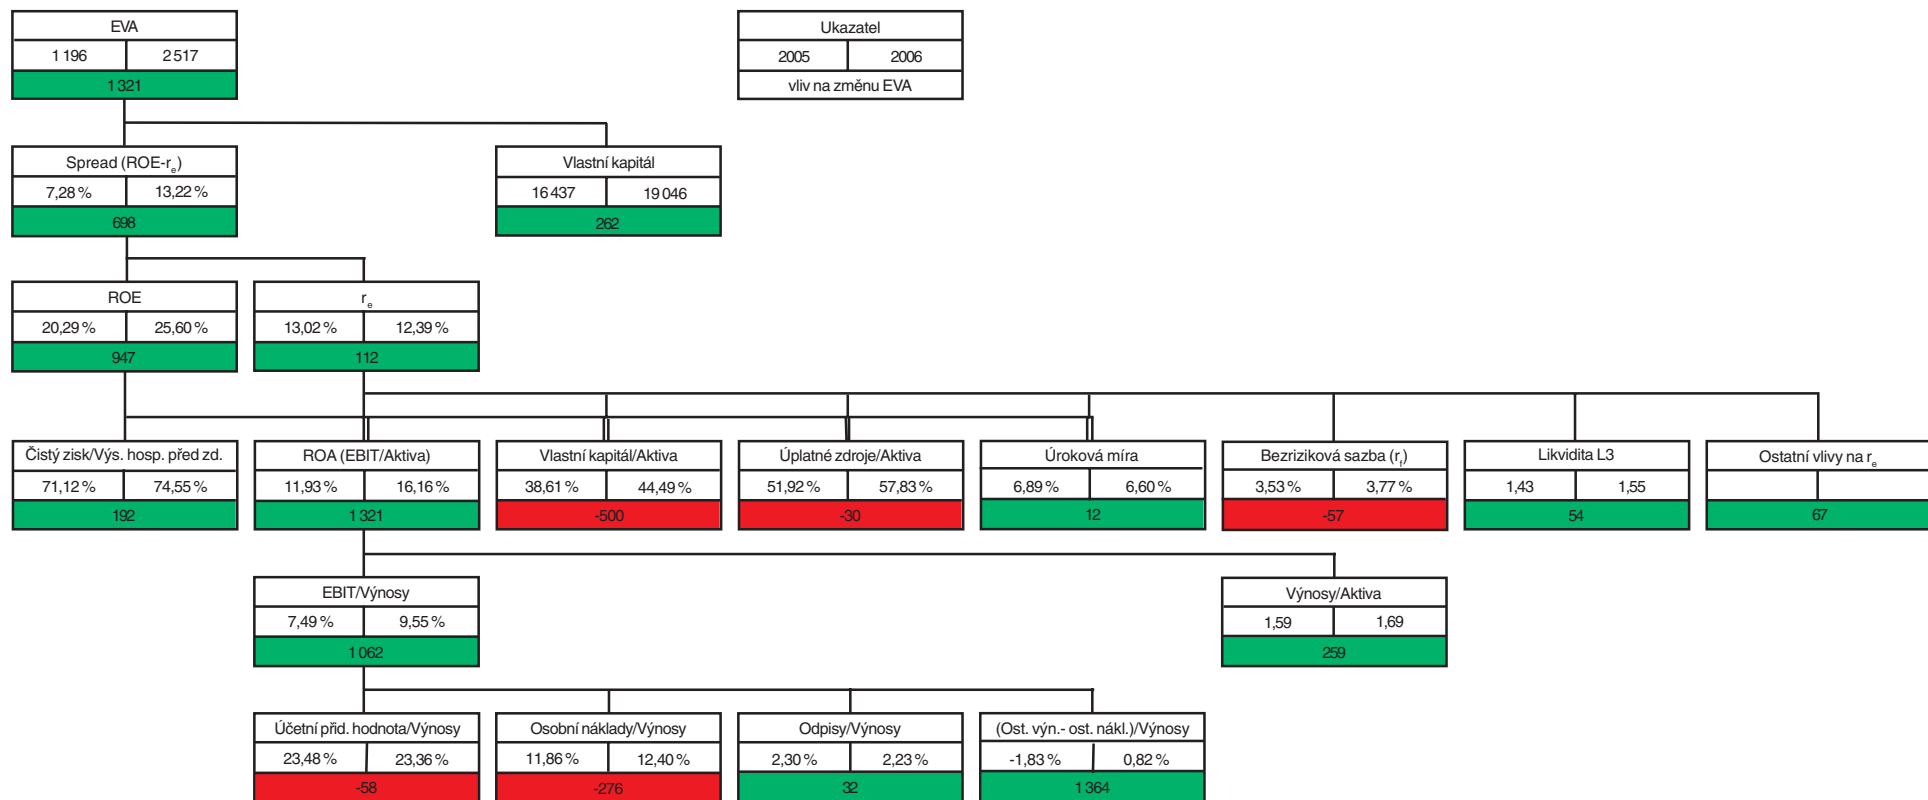 EVA
1 196 2 517
1 321
Ukazatel
2005 2006
vliv na změnu EVA
Spread (ROE-re)
7,28 % 13,22 %
698
Vlastní kapitál
16 437 19 046
262
ROE
20,29 % 25,60 %
947
re
13,02 % 12,39 %
112
Čistý zisk/Výs. hosp. před zd.
71,12 % 74,55 %
192
ROA (EBIT/Aktiva)
11,93 % 16,16 %
1 321
Vlastní kapitál/Aktiva
38,61 % 44,49 %
-500
Úplatné zdroje/Aktiva
51,92 % 57,83 %
-30
Úroková míra
6,89 % 6,60 %
12
Bezriziková sazba (rf)
3,53 % 3,77 %
-57
Likvidita L3
1,43 1,55
54
Ostatní vlivy na re
67
EBIT/Výnosy
7,49 % 9,55 %
1 062
Výnosy/Aktiva
1,59 1,69
259
Účetní přid. hodnota/Výnosy
23,48 % 23,36 %
-58
Osobní náklady/Výnosy
11,86 % 12,40 %
-276
Odpisy/Výnosy
2,30 % 2,23 %
32
(Ost. výn.- ost. nákl.)/Výnosy
-1,83 % 0,82 %
1 364